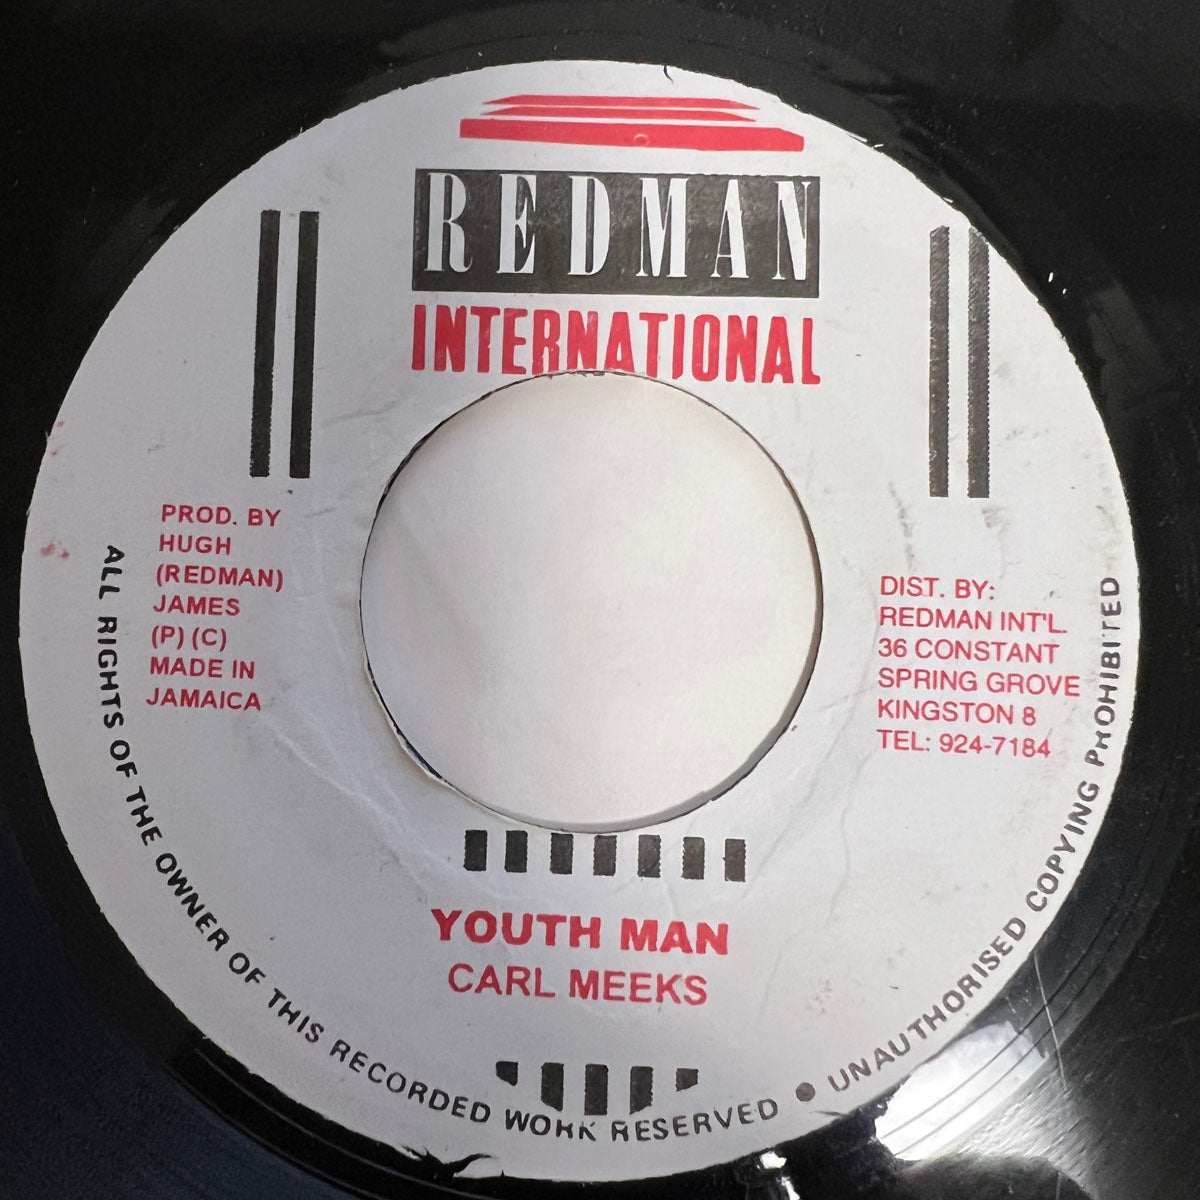 REDMAN
INTERNATIONAL
PROD. BY
HUGH
(REDMAN)
JAMES
(P) (C)
MADE IN
JAMAICA
DIST. BY:
REDMAN INT'L.
36 CONSTANT
SPRING GROVE
KINGSTON 8
TEL: 924-7184
YOUTH MAN
CARL MEEKS
ALL RIGHTS OF THE OWNER OF THIS RECORDED WORK RESERVED • UNAUTHORISED COPYING PROHIBITED